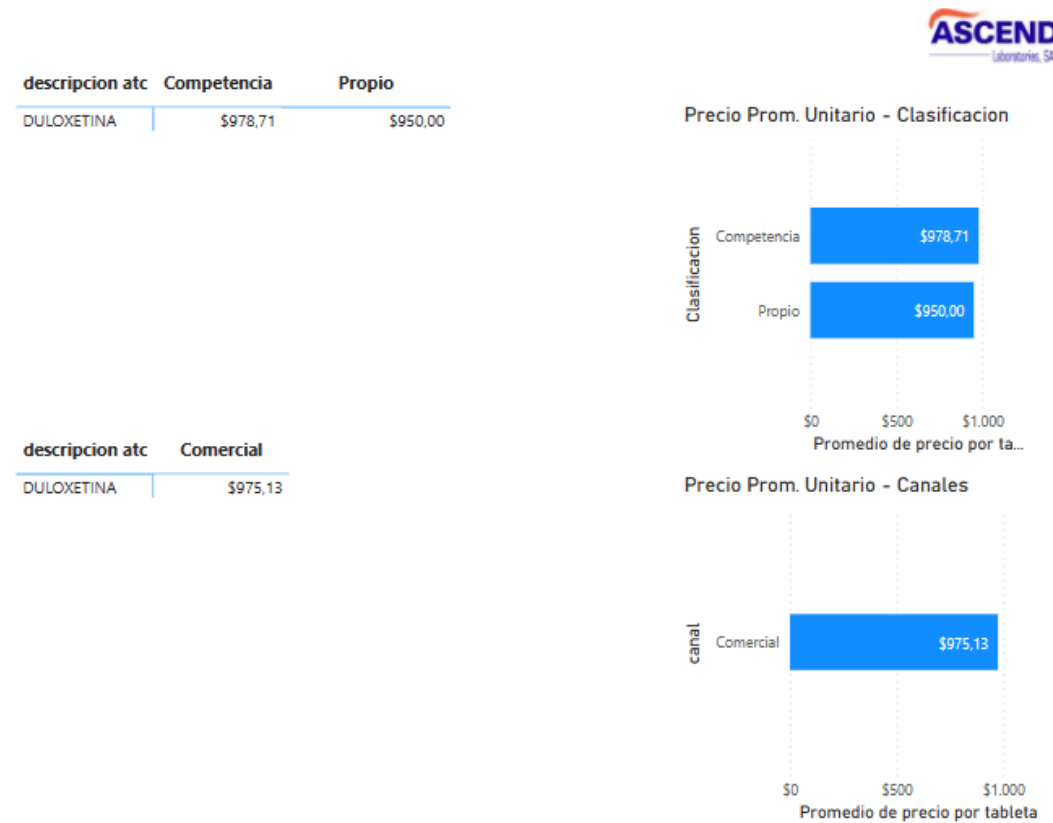 ASCEND
Laboratories, SA
descripcion atc Competencia Propio
DULOXETINA $978,71 $950,00
Precio Prom. Unitario - Clasificacion
Clasificacion
Competencia $978,71
Propio $950,00
$0 $500 $1.000
Promedio de precio por ta...
descripcion atc Comercial
DULOXETINA $975,13
Precio Prom. Unitario - Canales
canal
Comercial $975,13
$0 $500 $1.000
Promedio de precio por tableta